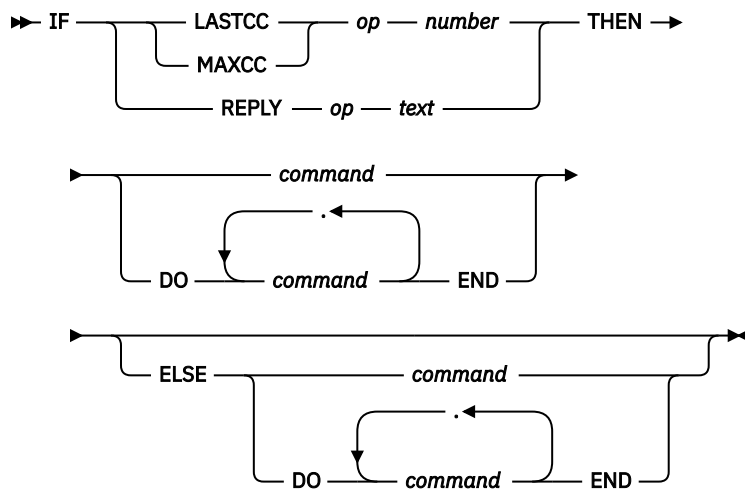 IF LASTCC op number THEN
MAXCC
REPLY op text
command
.
DO command END
ELSE command
.
DO command END